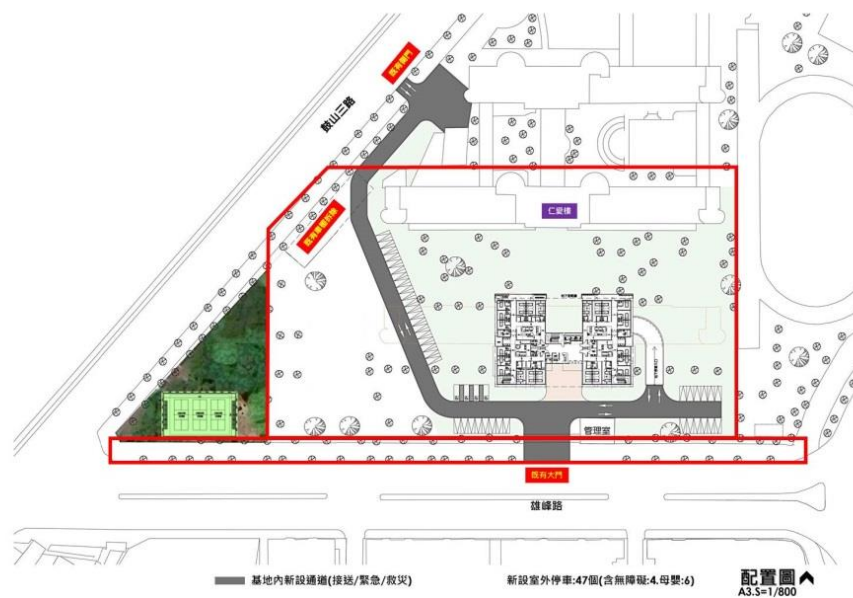 既有側門
鼓山三路
仁愛樓
既有車棚拆除
管理室
既有大門
雄峰路
基地內新設通道(接送/緊急/救災)
新設室外停車:47個(含無障礙:4.母嬰:6)
配置圖
A3.S=1/800